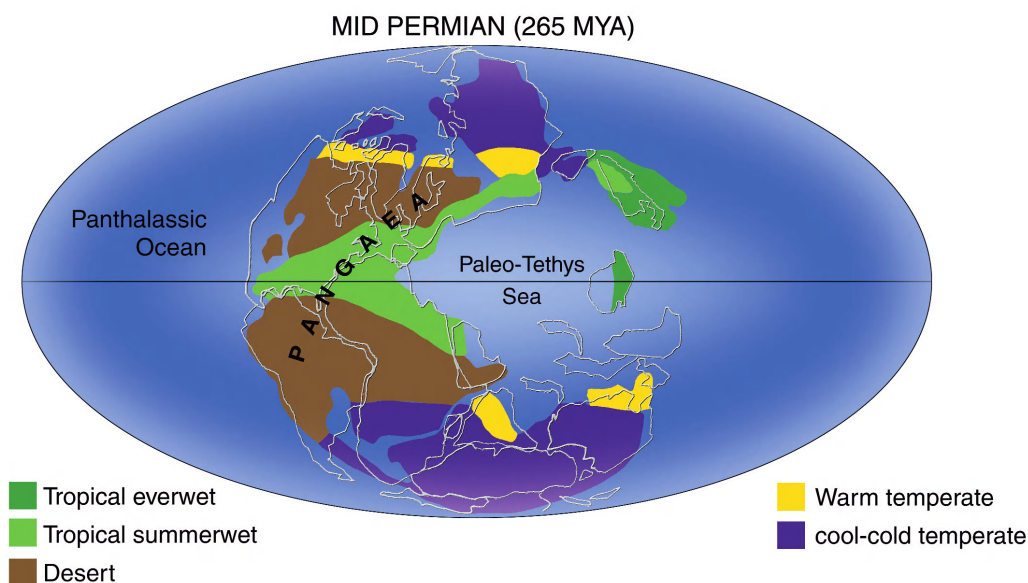 MID PERMIAN (265 MYA)
Panthalassic
Ocean
PANGAEA
Paleo-Tethys
Sea
Tropical everwet
Tropical summerwet
Desert
Warm temperate
cool-cold temperate